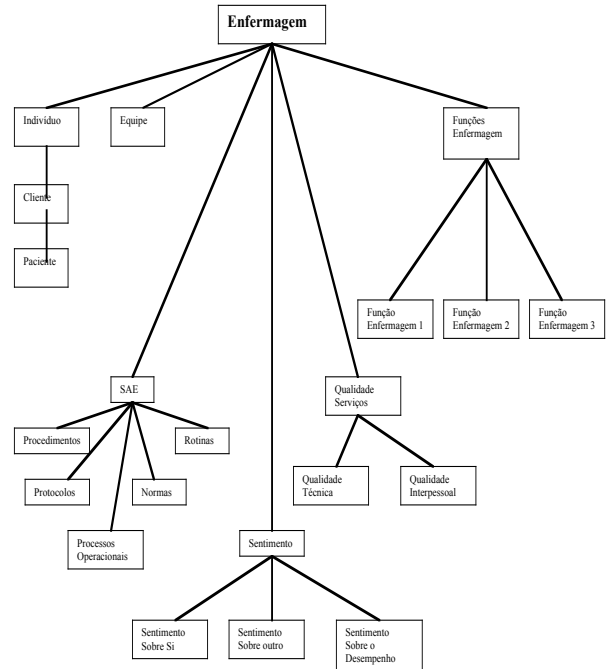 Enfermagem
Indivíduo
Equipe
Funções
Enfermagem
Cliente
Paciente
Função
Enfermagem 1
Função
Enfermagem 2
Função
Enfermagem 3
SAE
Qualidade
Serviços
Procedimentos
Rotinas
Protocolos
Normas
Qualidade
Técnica
Qualidade
Interpessoal
Processos
Operacionais
Sentimento
Sentimento
Sobre Si
Sentimento
Sobre outro
Sentimento
Sobre o
Desempenho